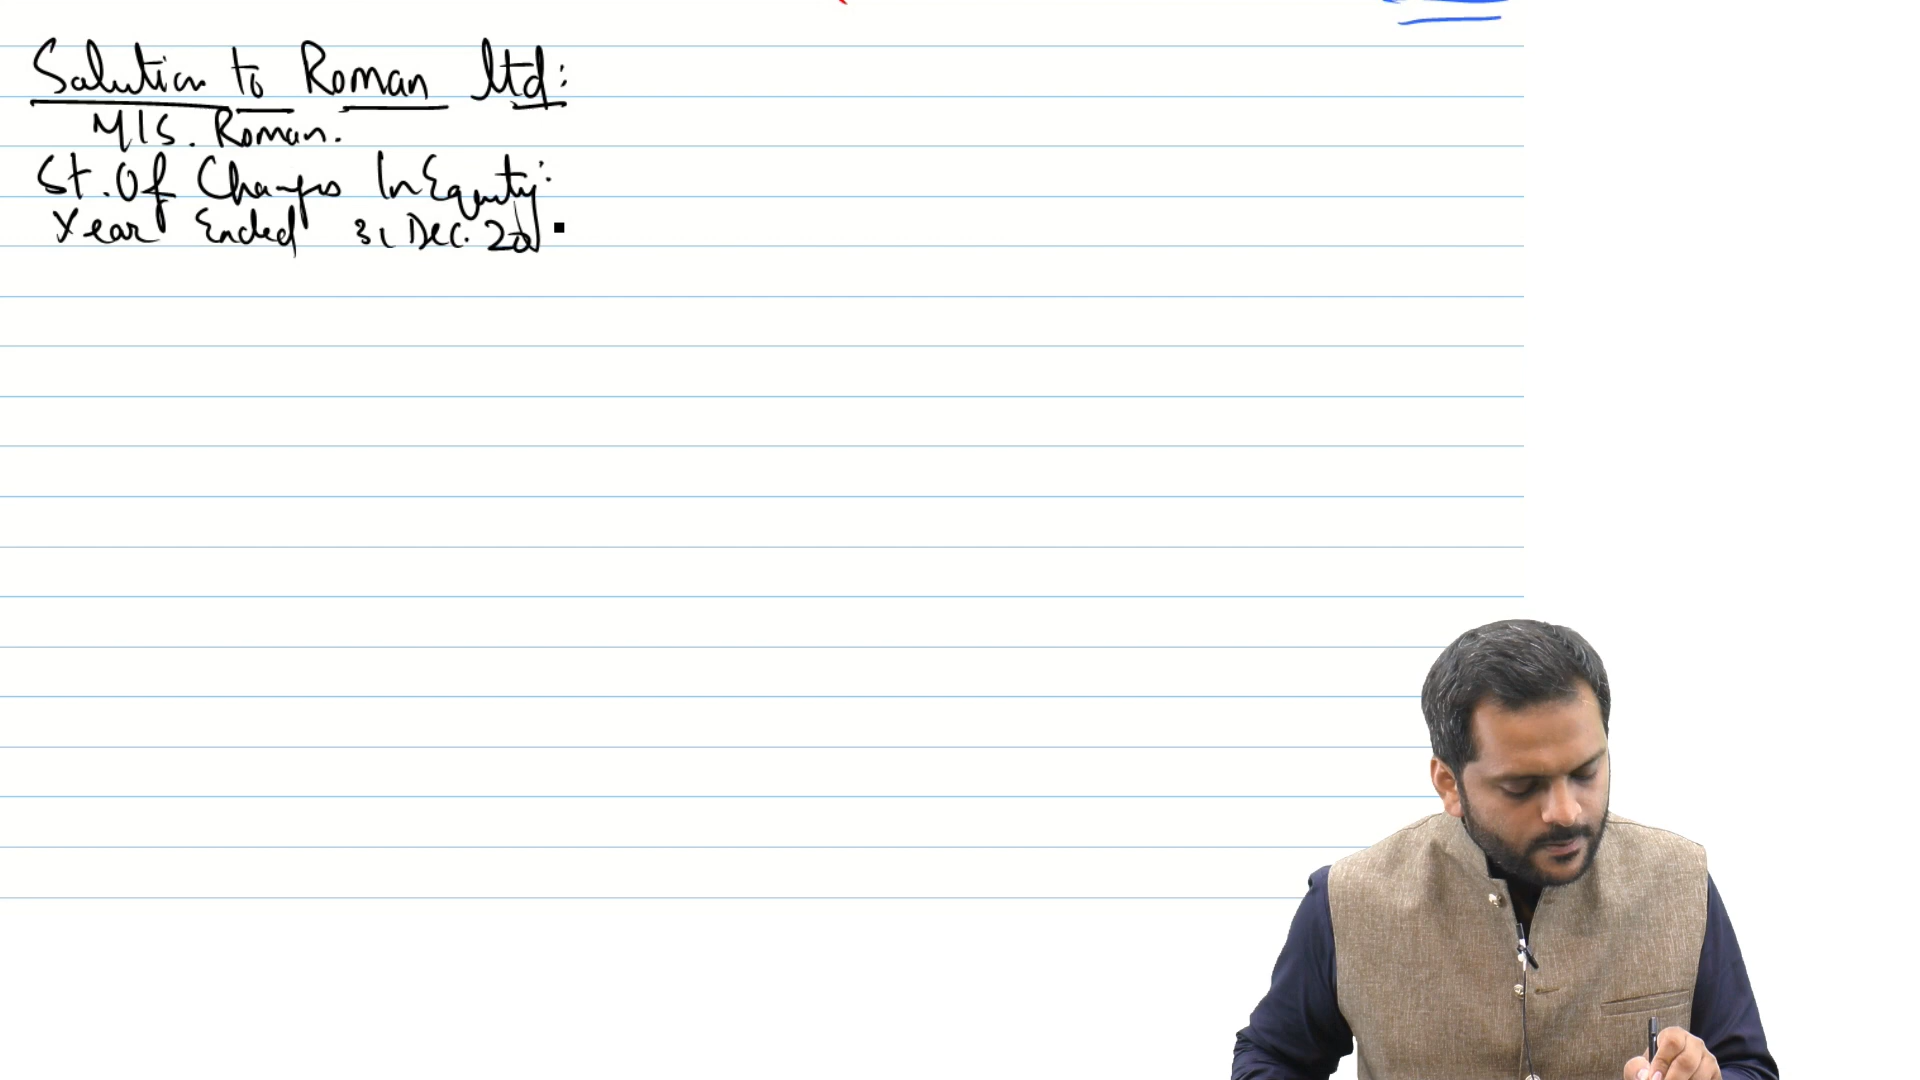 Solution to Roman ltd:
M/S. Roman.
St. Of Changes In Equity:
Year Ended 31 Dec. 20